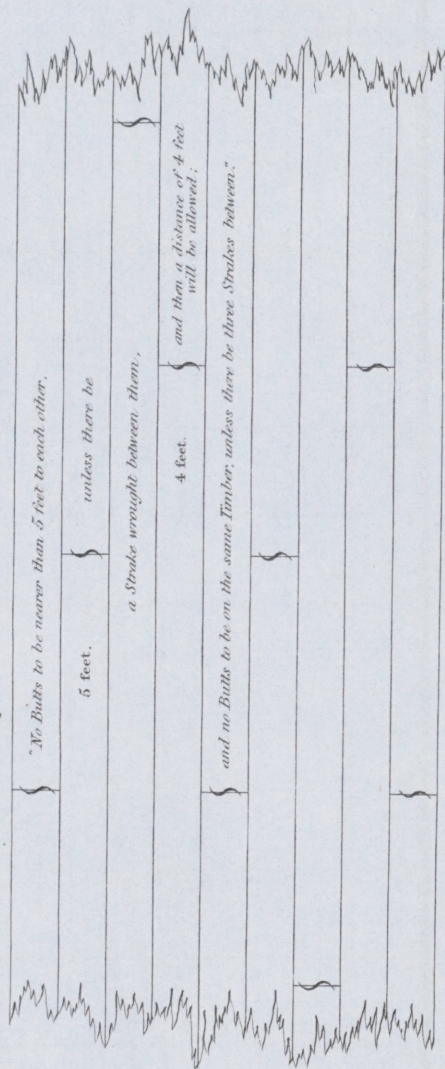 "No Butts to be nearer than 5 feet to each other,
5 feet.
unless there be
a Strake wrought between them,
4 feet.
and then a distance of 4 feet
will be allowed;
and no Butts to be on the same Timber, unless there be three Strakes between."